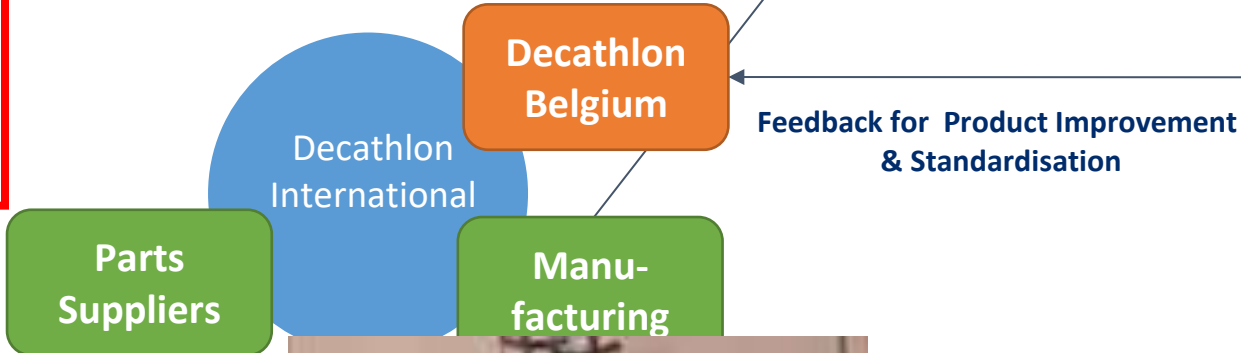 Decathlon
Belgium
Feedback for Product Improvement
& Standardisation
Decathlon
International
Parts
Suppliers
Manu-
facturing